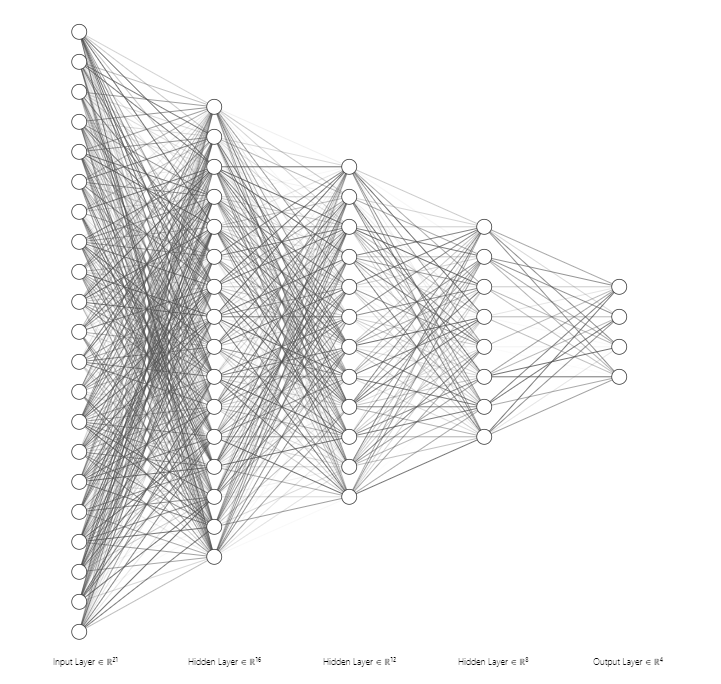 Input Layer ∈ ℝ²¹
Hidden Layer ∈ ℝ¹⁶
Hidden Layer ∈ ℝ¹²
Hidden Layer ∈ ℝ⁸
Output Layer ∈ ℝ⁴